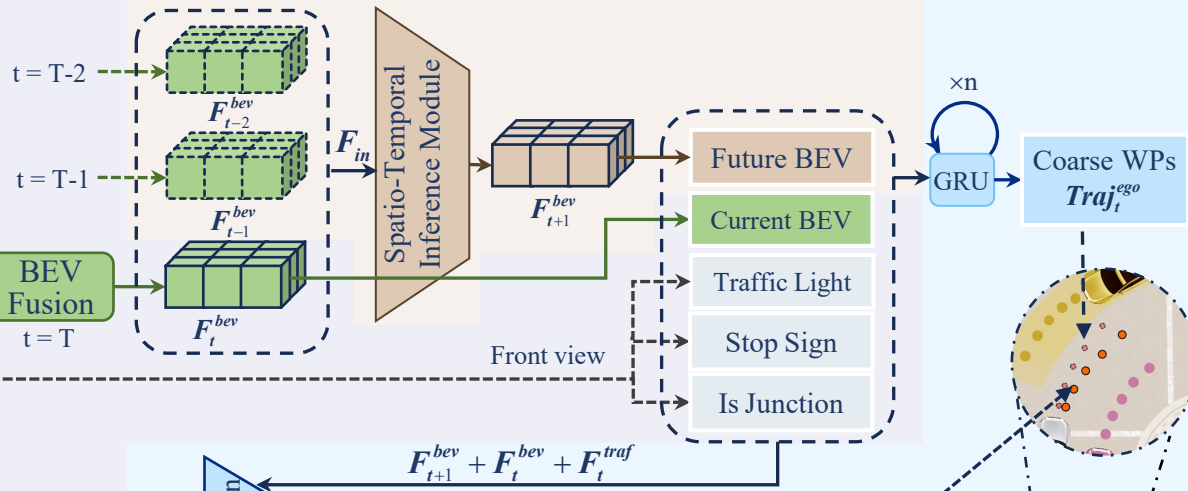 t = T-2
F_{t-2}^{bev}
t = T-1
F_{t-1}^{bev}
BEV
Fusion
t = T
F_t^{bev}
F_{in}
Spatio-Temporal
Inference Module
F_{t+1}^{bev}
Future BEV
Current BEV
Traffic Light
Stop Sign
Is Junction
Front view
×n
GRU
Coarse WPs
Traj_t^{ego}
F_{t+1}^{bev} + F_t^{bev} + F_t^{traf}
n